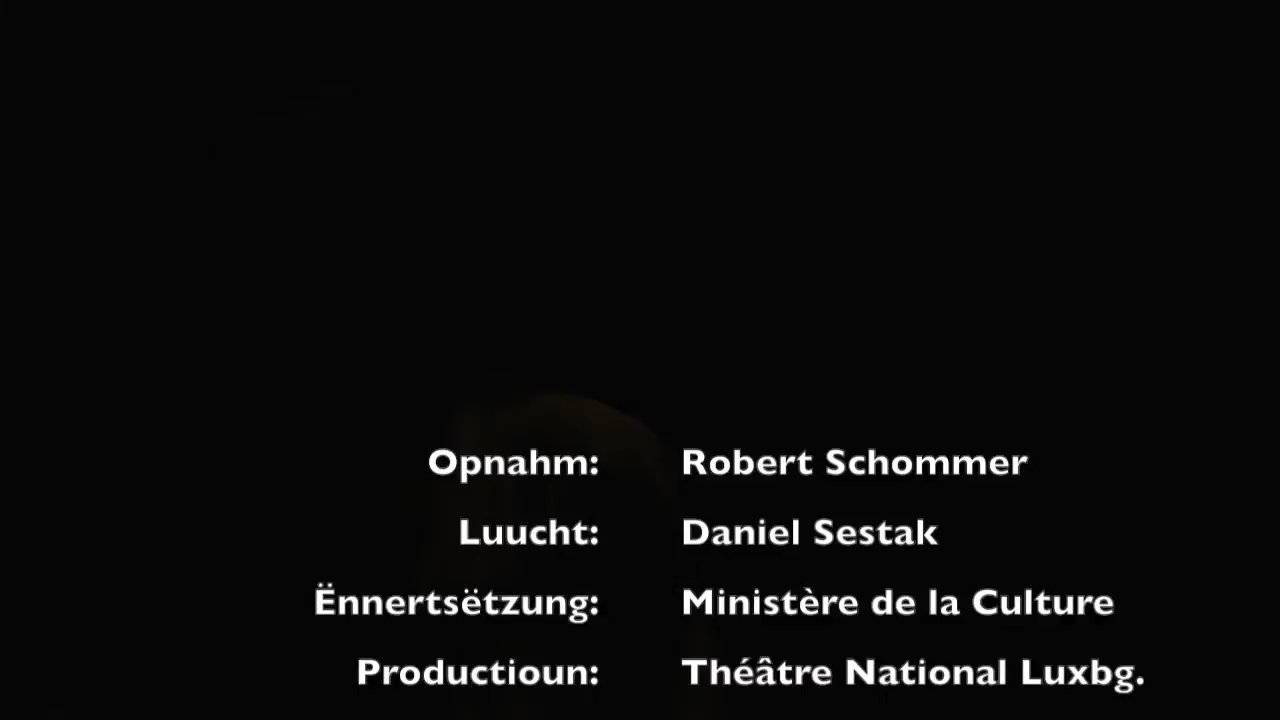 Opnahm: Robert Schommer
Luucht: Daniel Sestak
Ënnertsëtzung: Ministère de la Culture
Productioun: Théâtre National Luxbg.